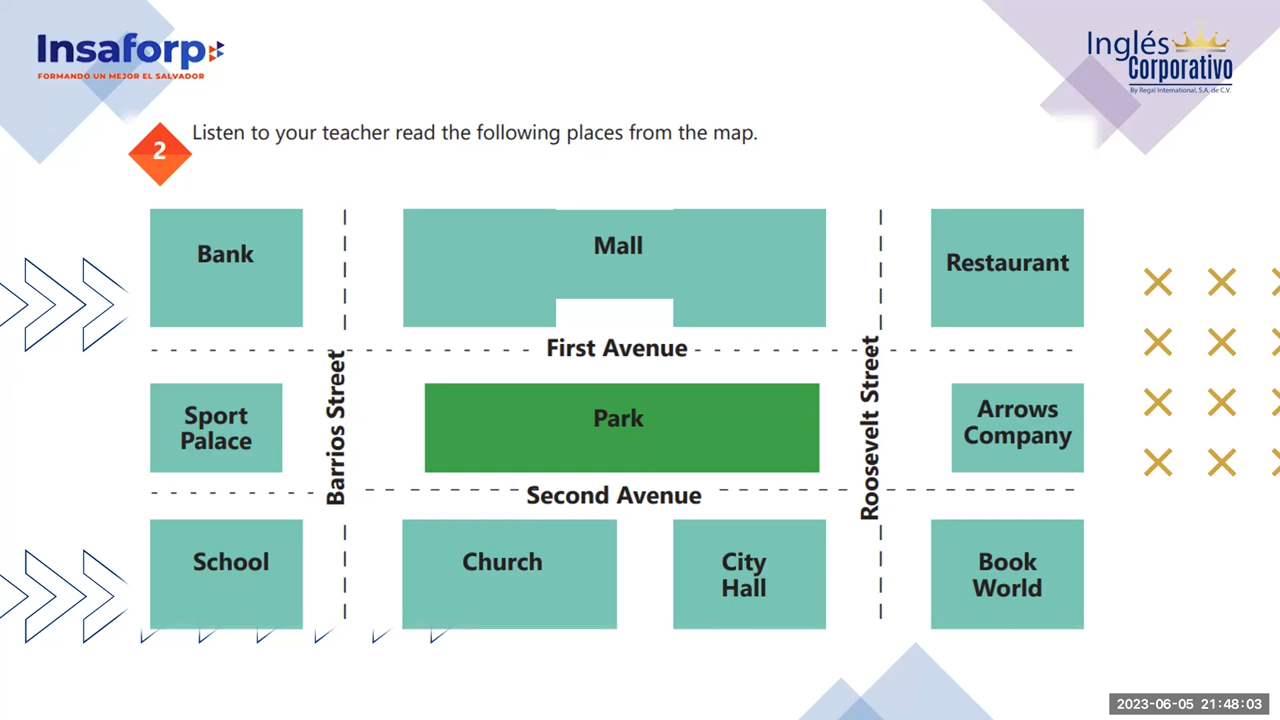 Insaforp
FORMANDO UN MEJOR EL SALVADOR
Inglés
Corporativo
By Regal International, S.A. de C.V.
2
Listen to your teacher read the following places from the map.
Bank
Mall
Restaurant
First Avenue
Barrios Street
Roosevelt Street
Sport
Palace
Park
Arrows
Company
Second Avenue
School
Church
City
Hall
Book
World
2023-06-05 21:48:03